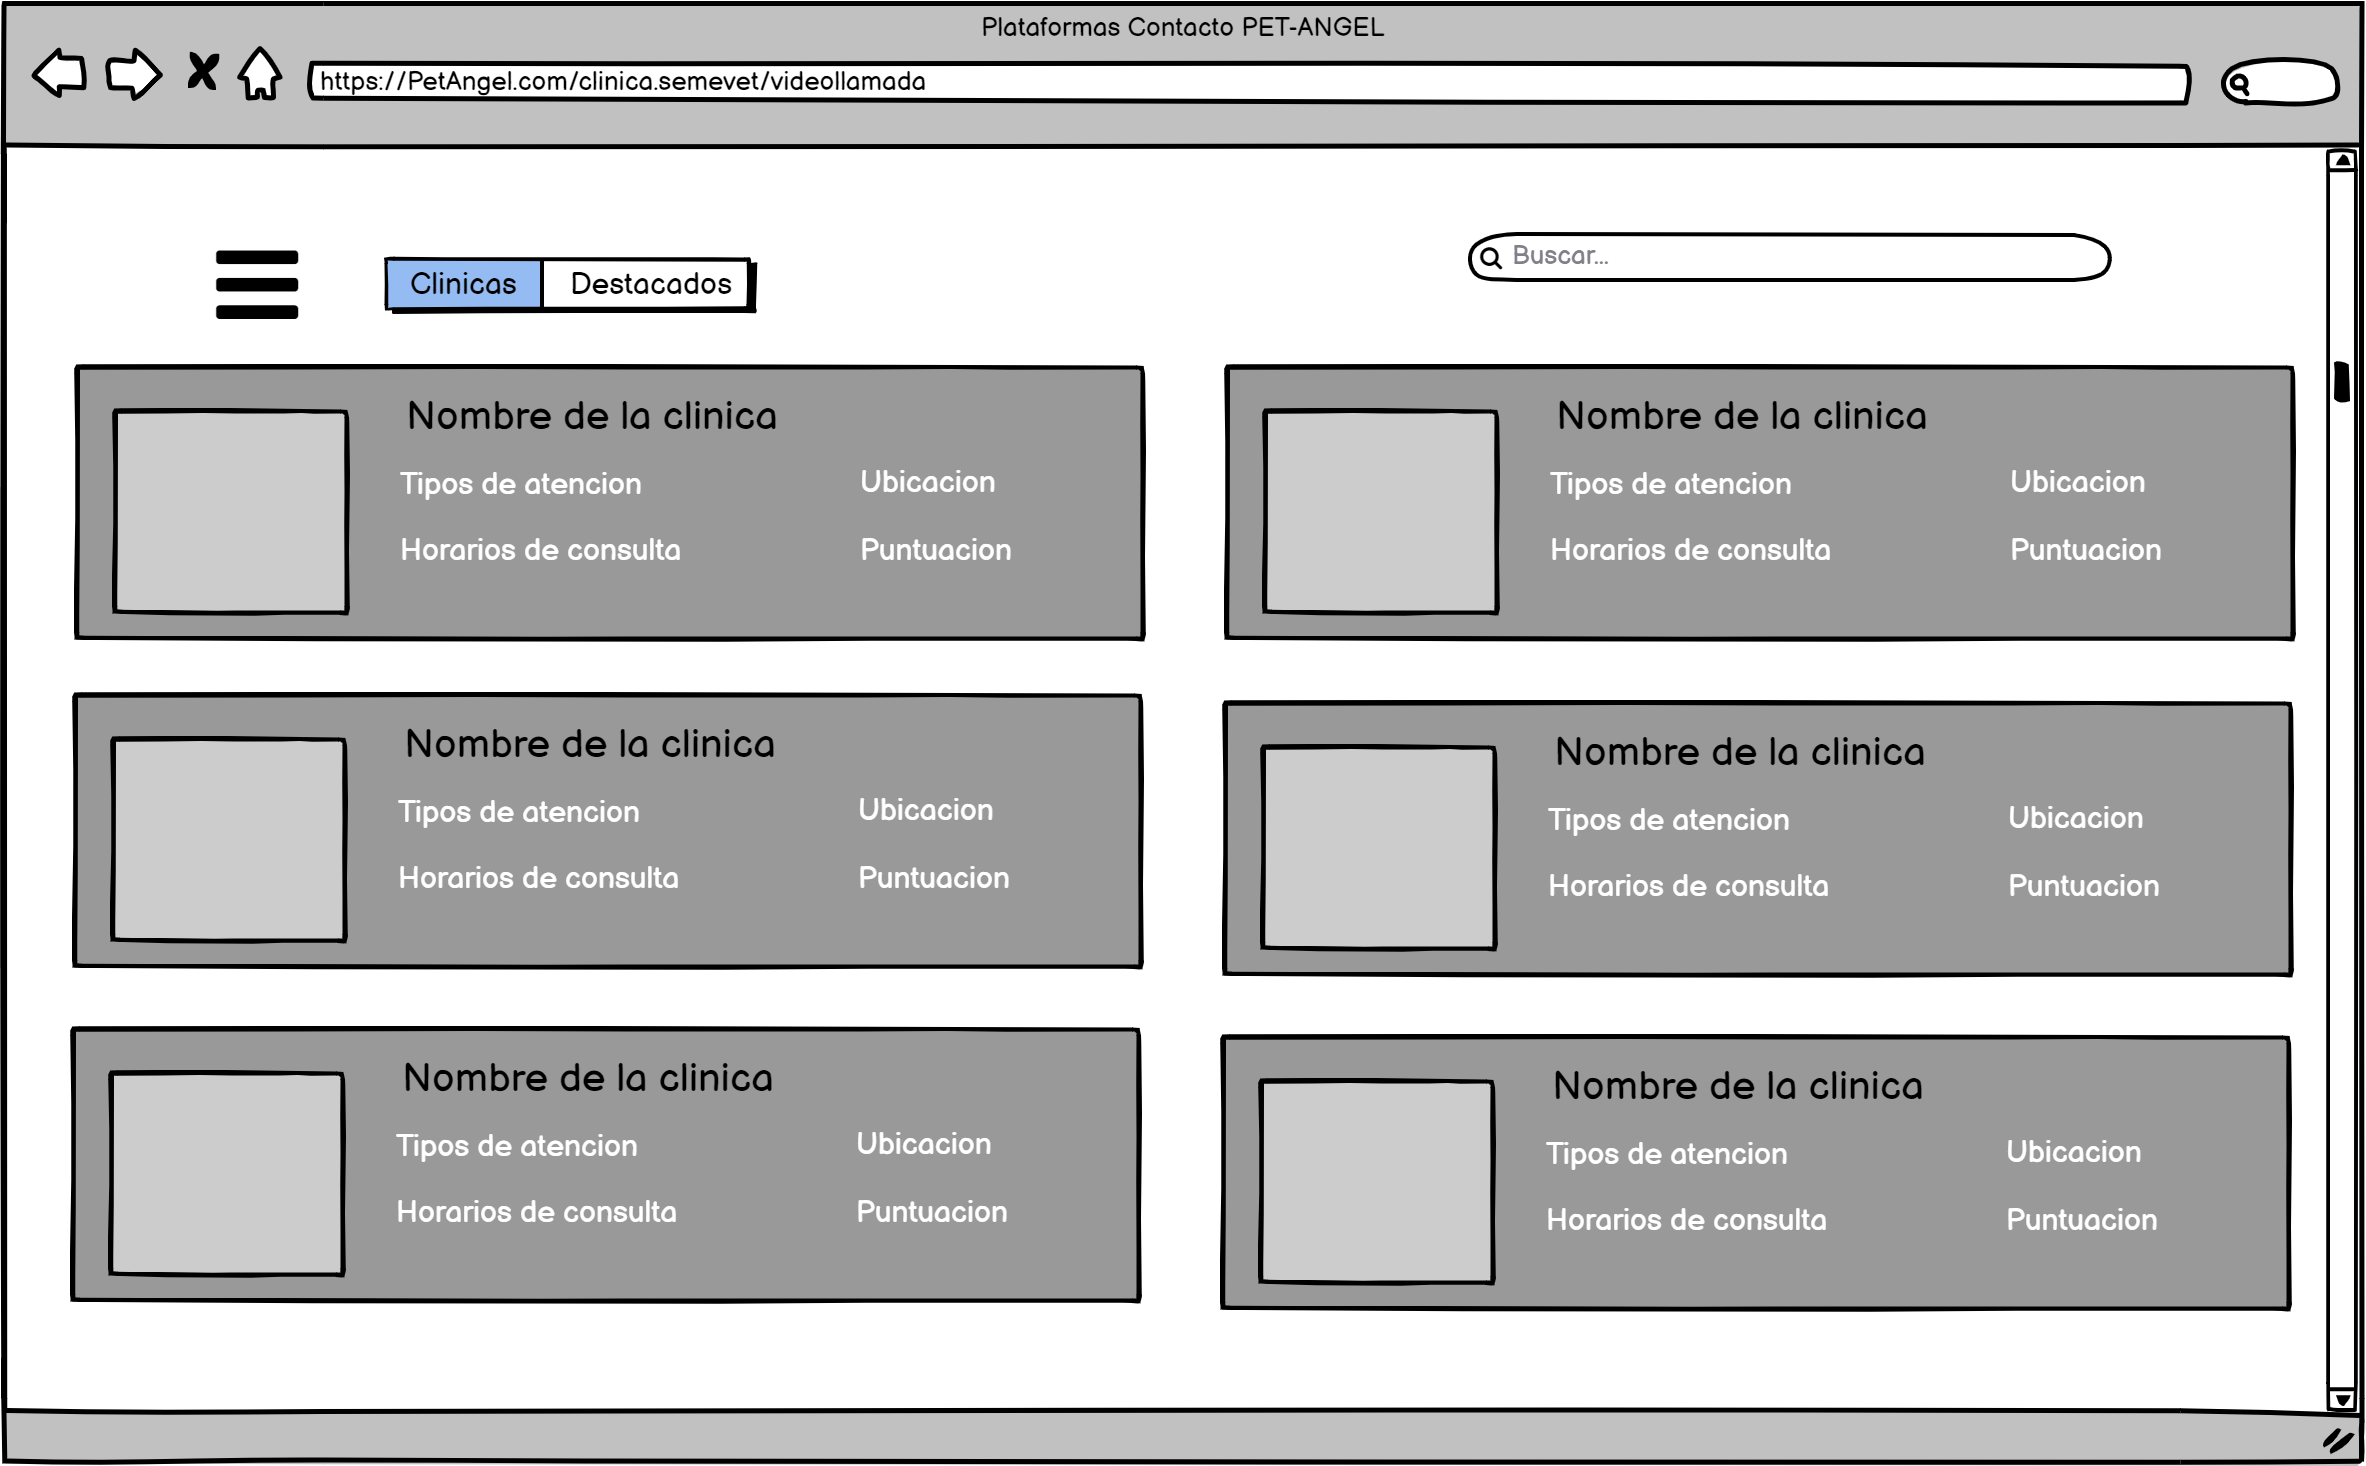 Plataformas Contacto PET-ANGEL
https://PetAngel.com/clinica.semevet/videollamada
Clinicas Destacados
Buscar...
Nombre de la clinica
Tipos de atencion Ubicacion
Horarios de consulta Puntuacion
Nombre de la clinica
Tipos de atencion Ubicacion
Horarios de consulta Puntuacion
Nombre de la clinica
Tipos de atencion Ubicacion
Horarios de consulta Puntuacion
Nombre de la clinica
Tipos de atencion Ubicacion
Horarios de consulta Puntuacion
Nombre de la clinica
Tipos de atencion Ubicacion
Horarios de consulta Puntuacion
Nombre de la clinica
Tipos de atencion Ubicacion
Horarios de consulta Puntuacion